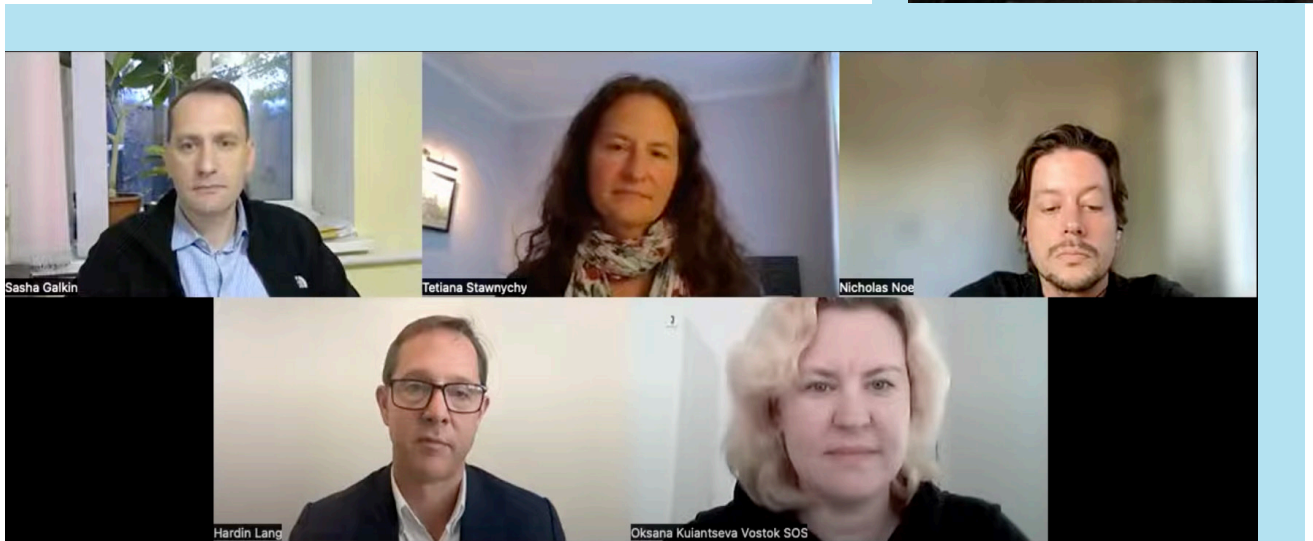 Sasha Galkin
Tetiana Stawnychy
Nicholas Noe
Hardin Lang
Oksana Kuiantseva Vostok SOS